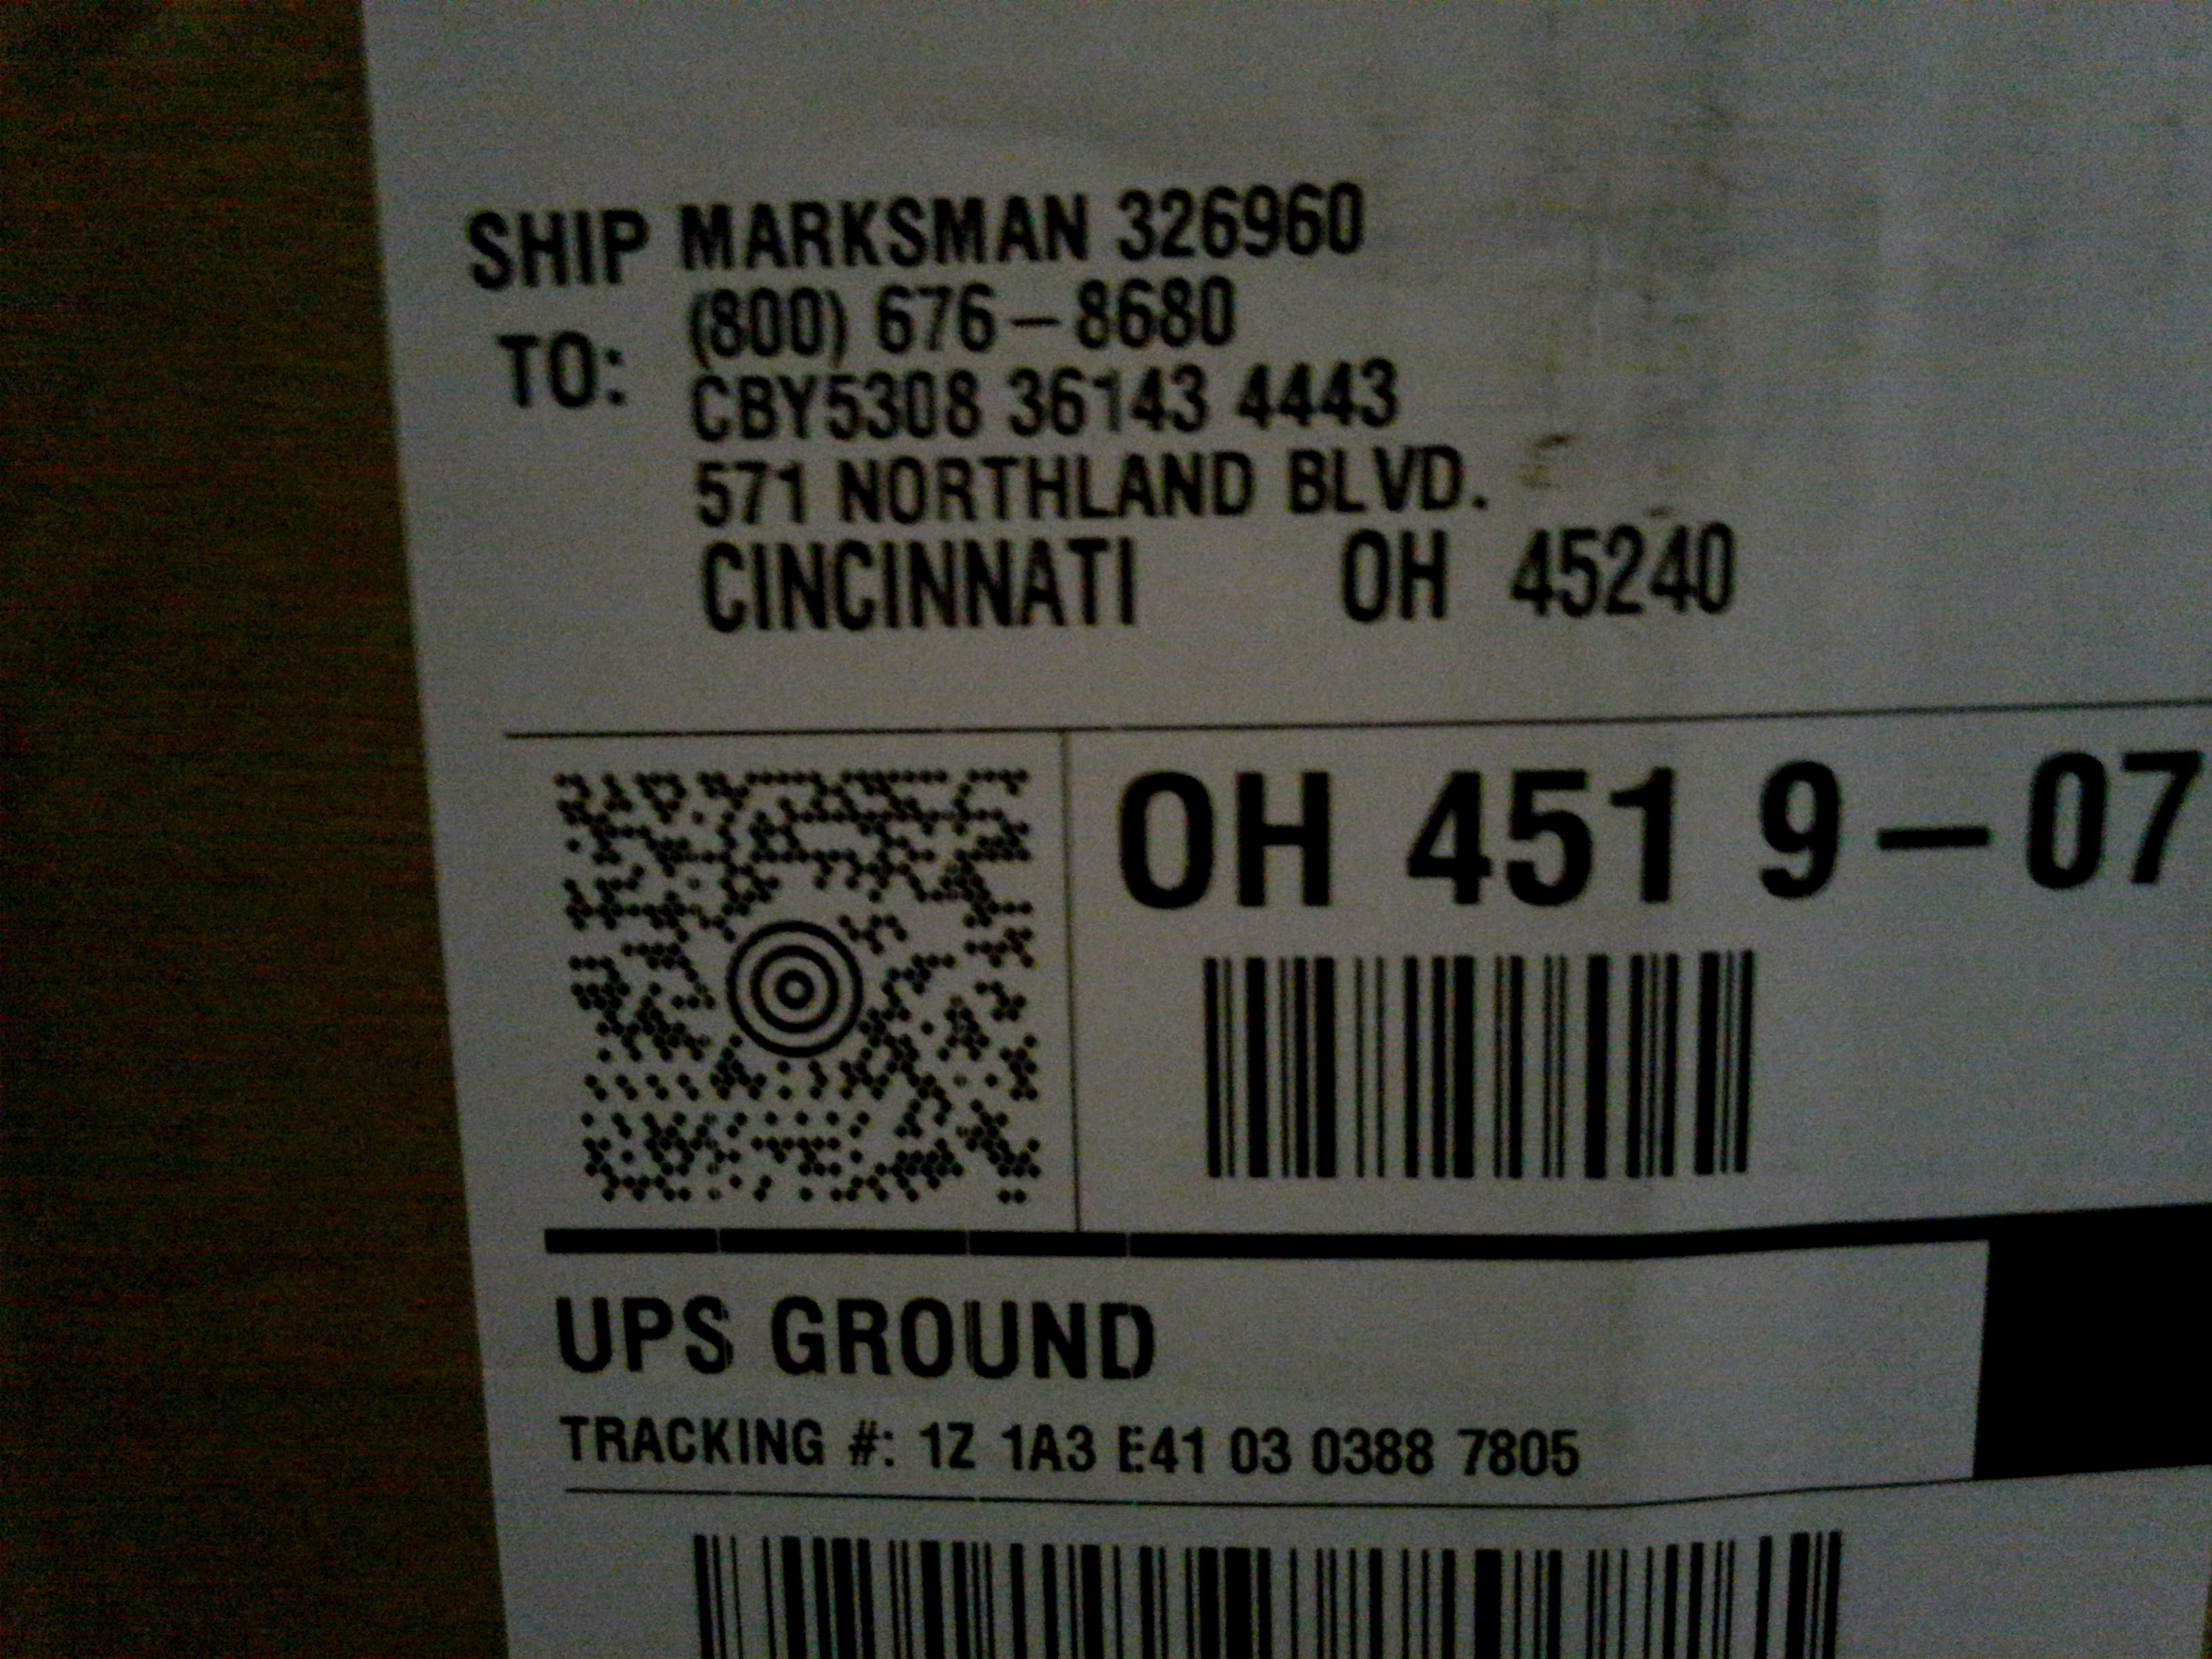 SHIP MARKSMAN 326960
TO: (800) 676-8680
CBY5308 36143 4443
571 NORTHLAND BLVD.
CINCINNATI OH 45240
OH 451 9-07
UPS GROUND
TRACKING #: 1Z 1A3 E41 03 0388 7805